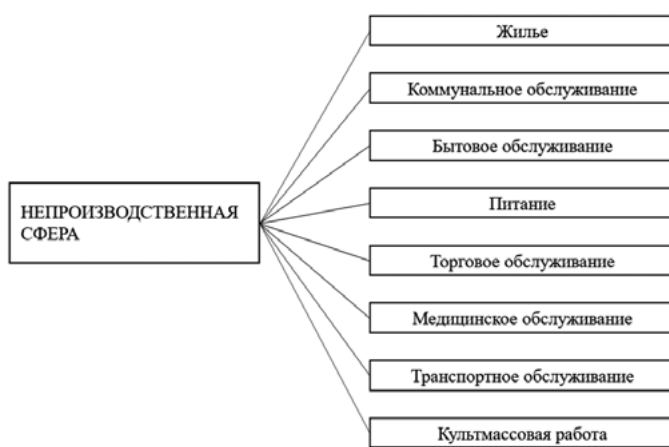 Жилье
Коммунальное обслуживание
Бытовое обслуживание
НЕПРОИЗВОДСТВЕННАЯ
СФЕРА
Питание
Торговое обслуживание
Медицинское обслуживание
Транспортное обслуживание
Культмассовая работа